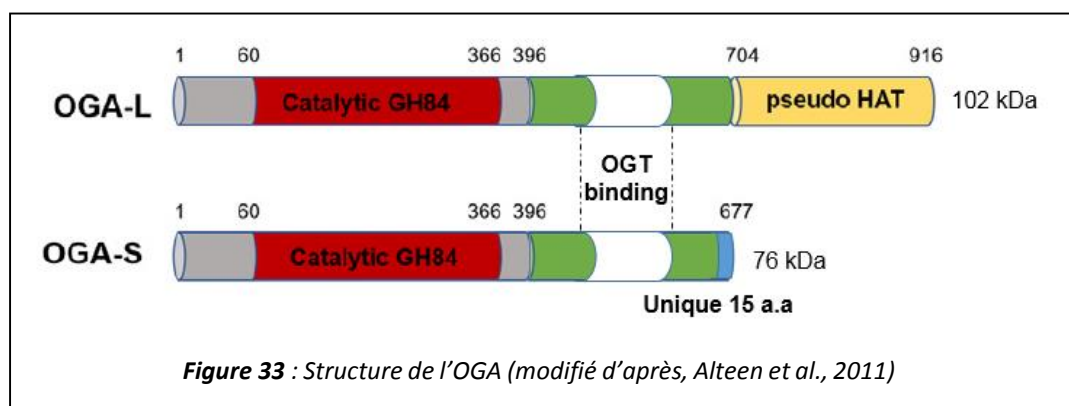 1 60 366 396 704 916
OGA-L Catalytic GH84 pseudo HAT 102 kDa
OGT
binding
1 60 366 396 677
OGA-S Catalytic GH84 76 kDa
Unique 15 a.a
Figure 33 : Structure de l'OGA (modifié d'après, Alteen et al., 2011)